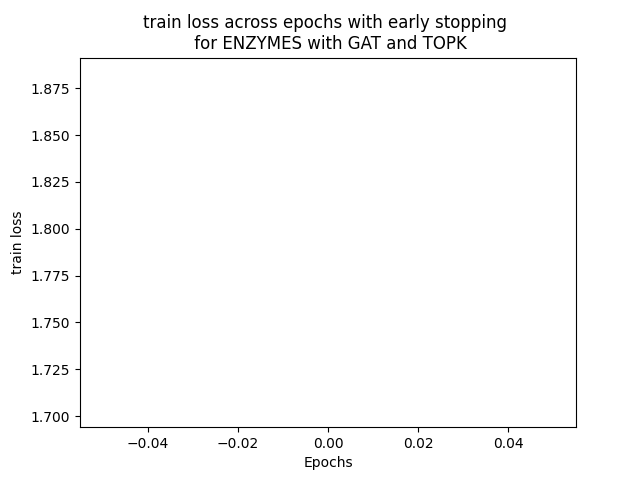 train loss across epochs with early stopping
for ENZYMES with GAT and TOPK
1.875
1.850
1.825
1.800
1.775
1.750
1.725
1.700
train loss
−0.04 −0.02 0.00 0.02 0.04
Epochs